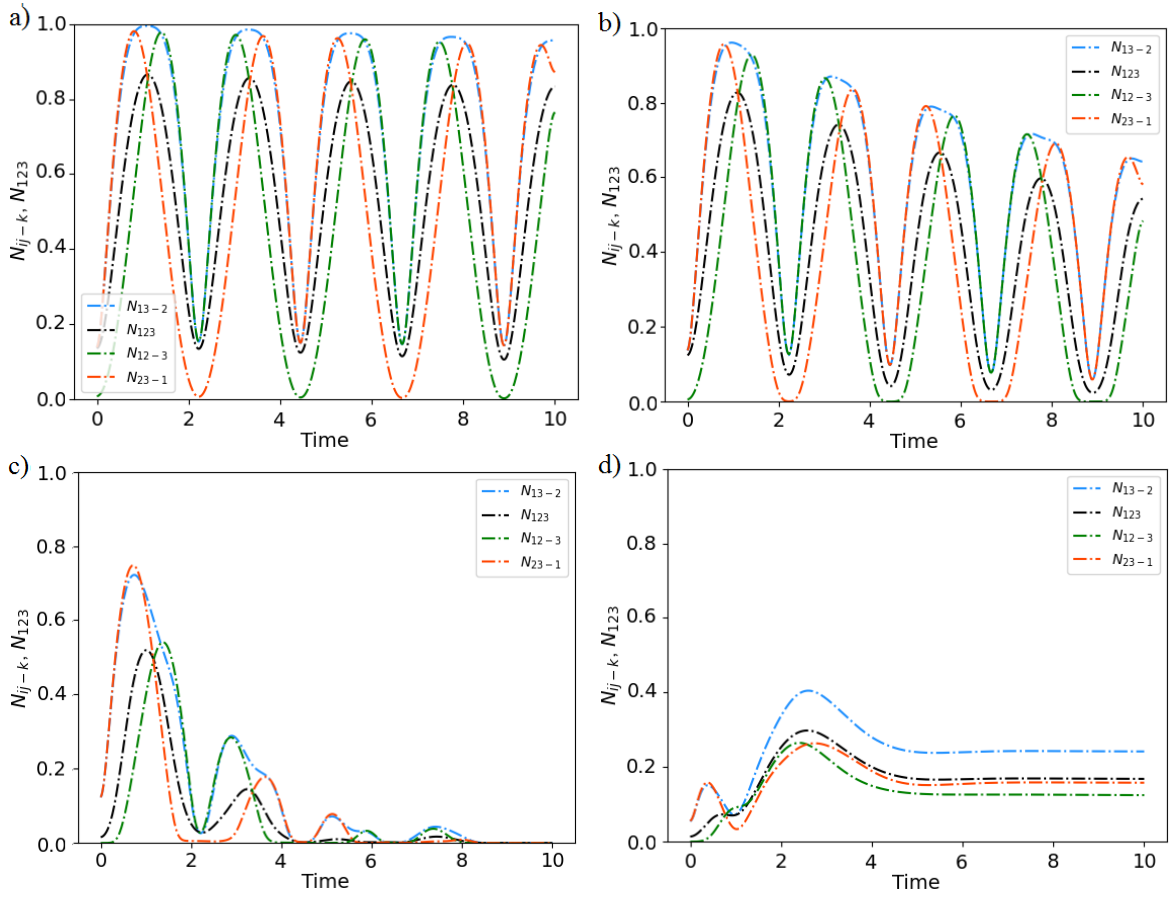 a)
1.0
0.8
0.6
0.4
0.2
0.0
N_{ij-k}, N_{123}
N_{13-2}
N_{123}
N_{12-3}
N_{23-1}
0 2 4 6 8 10
Time
b)
1.0
0.8
0.6
0.4
0.2
0.0
N_{ij-k}, N_{123}
N_{13-2}
N_{123}
N_{12-3}
N_{23-1}
0 2 4 6 8 10
Time
c)
1.0
0.8
0.6
0.4
0.2
0.0
N_{ij-k}, N_{123}
N_{13-2}
N_{123}
N_{12-3}
N_{23-1}
0 2 4 6 8 10
Time
d)
1.0
0.8
0.6
0.4
0.2
0.0
N_{ij-k}, N_{123}
N_{13-2}
N_{123}
N_{12-3}
N_{23-1}
0 2 4 6 8 10
Time